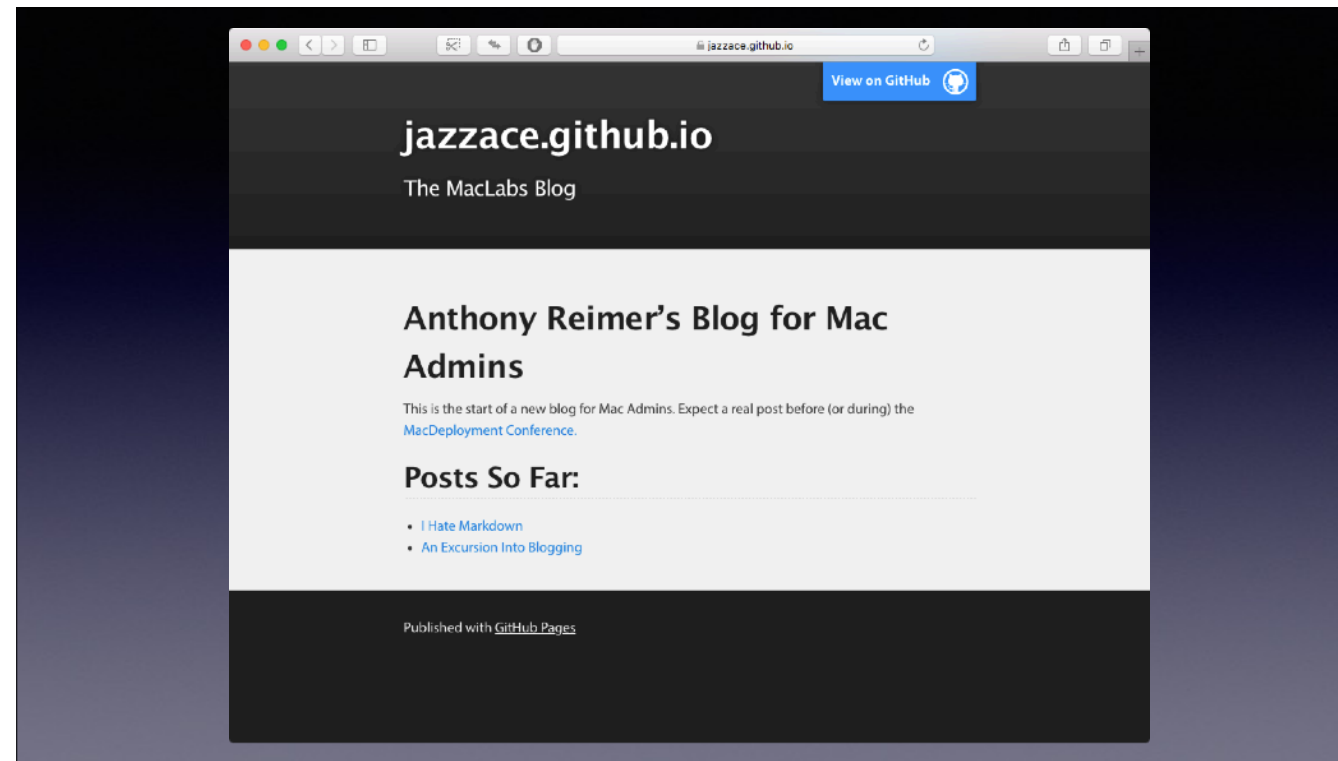 jazzace.github.io
View on GitHub
jazzace.github.io
The MacLabs Blog
Anthony Reimer’s Blog for Mac
Admins
This is the start of a new blog for Mac Admins. Expect a real post before (or during) the
MacDeployment Conference.
Posts So Far:
• I Hate Markdown
• An Excursion Into Blogging
Published with GitHub Pages